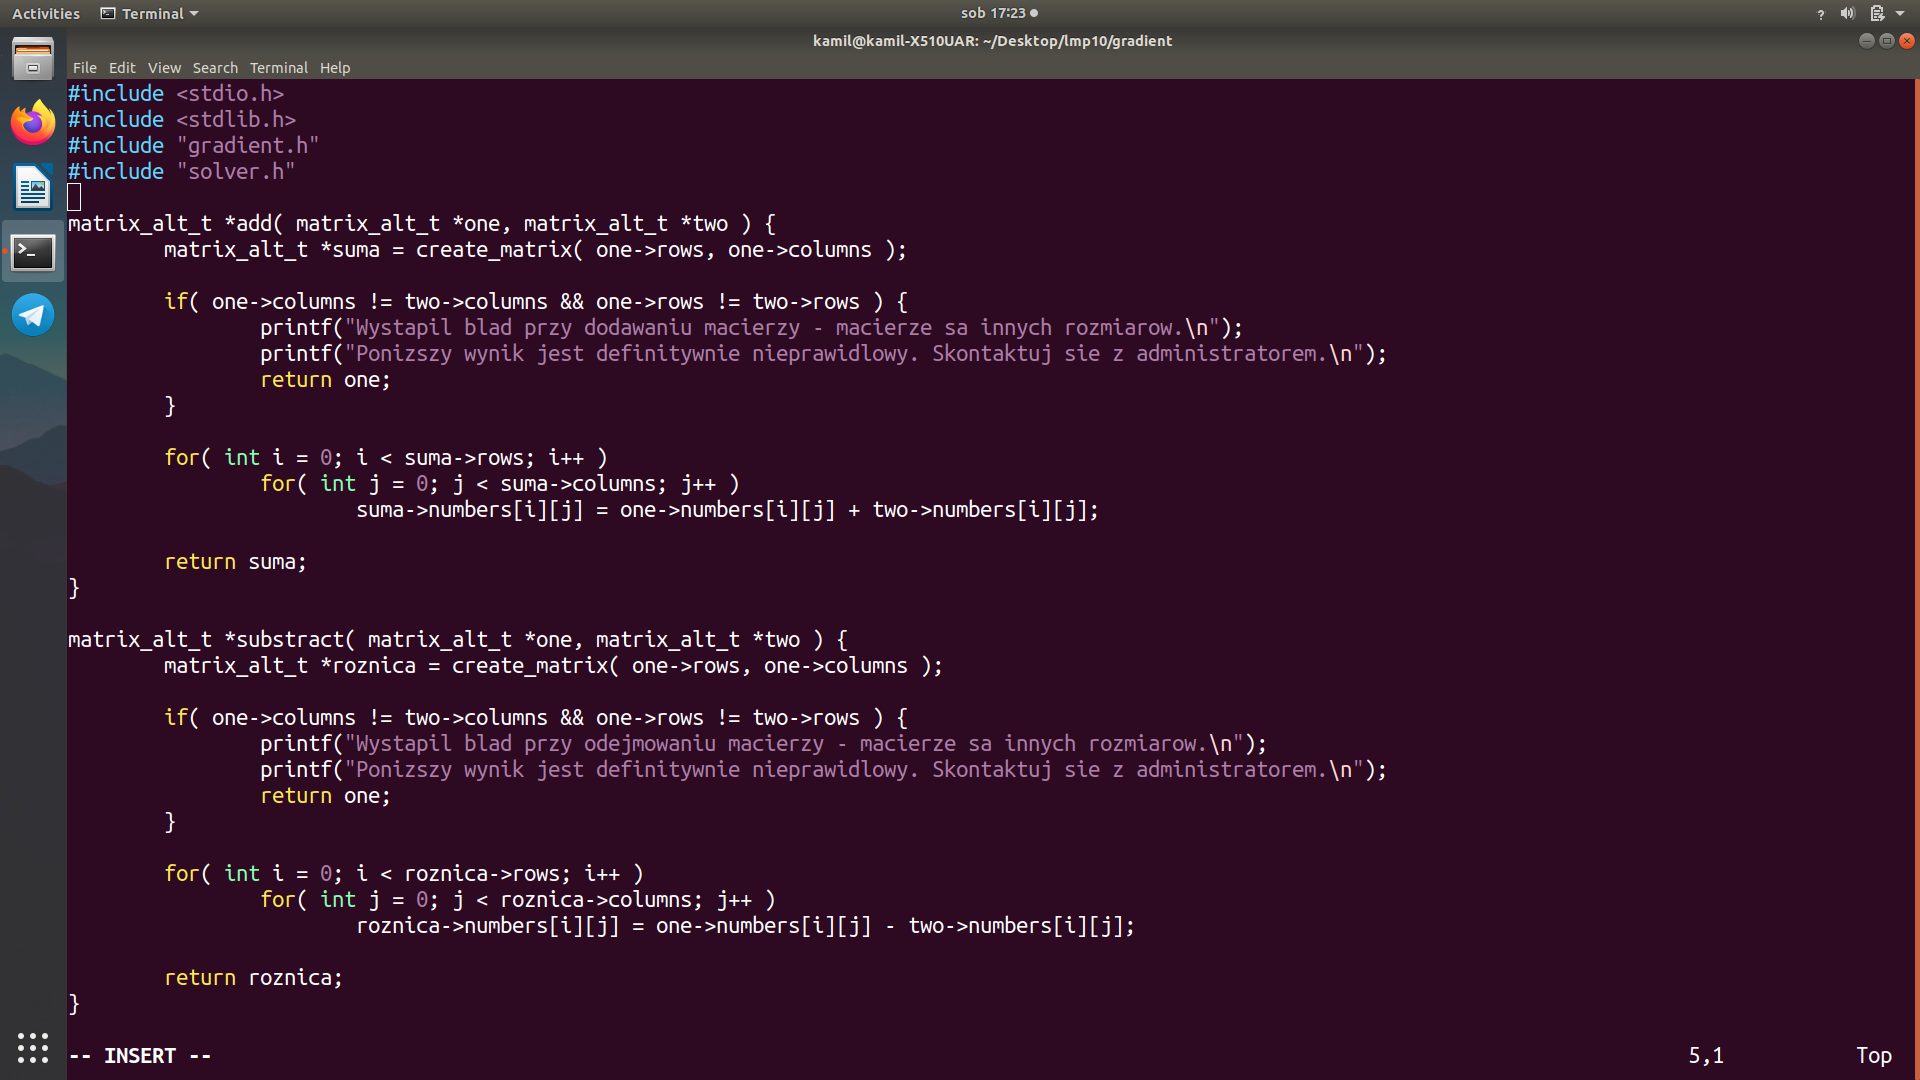 Activities Terminal sob 17:23
kamil@kamil-X510UAR: ~/Desktop/lmp10/gradient
File Edit View Search Terminal Help
#include <stdio.h>
#include <stdlib.h>
#include "gradient.h"
#include "solver.h"
matrix_alt_t *add( matrix_alt_t *one, matrix_alt_t *two ) {
matrix_alt_t *suma = create_matrix( one->rows, one->columns );
if( one->columns != two->columns && one->rows != two->rows ) {
printf("Wystapil blad przy dodawaniu macierzy - macierze sa innych rozmiarow.\n");
printf("Ponizszy wynik jest definitywnie nieprawidlowy. Skontaktuj sie z administratorem.\n");
return one;
}
for( int i = 0; i < suma->rows; i++ )
for( int j = 0; j < suma->columns; j++ )
suma->numbers[i][j] = one->numbers[i][j] + two->numbers[i][j];
return suma;
}
matrix_alt_t *substract( matrix_alt_t *one, matrix_alt_t *two ) {
matrix_alt_t *roznica = create_matrix( one->rows, one->columns );
if( one->columns != two->columns && one->rows != two->rows ) {
printf("Wystapil blad przy odejmowaniu macierzy - macierze sa innych rozmiarow.\n");
printf("Ponizszy wynik jest definitywnie nieprawidlowy. Skontaktuj sie z administratorem.\n");
return one;
}
for( int i = 0; i < roznica->rows; i++ )
for( int j = 0; j < roznica->columns; j++ )
roznica->numbers[i][j] = one->numbers[i][j] - two->numbers[i][j];
return roznica;
}
-- INSERT -- 5,1 Top